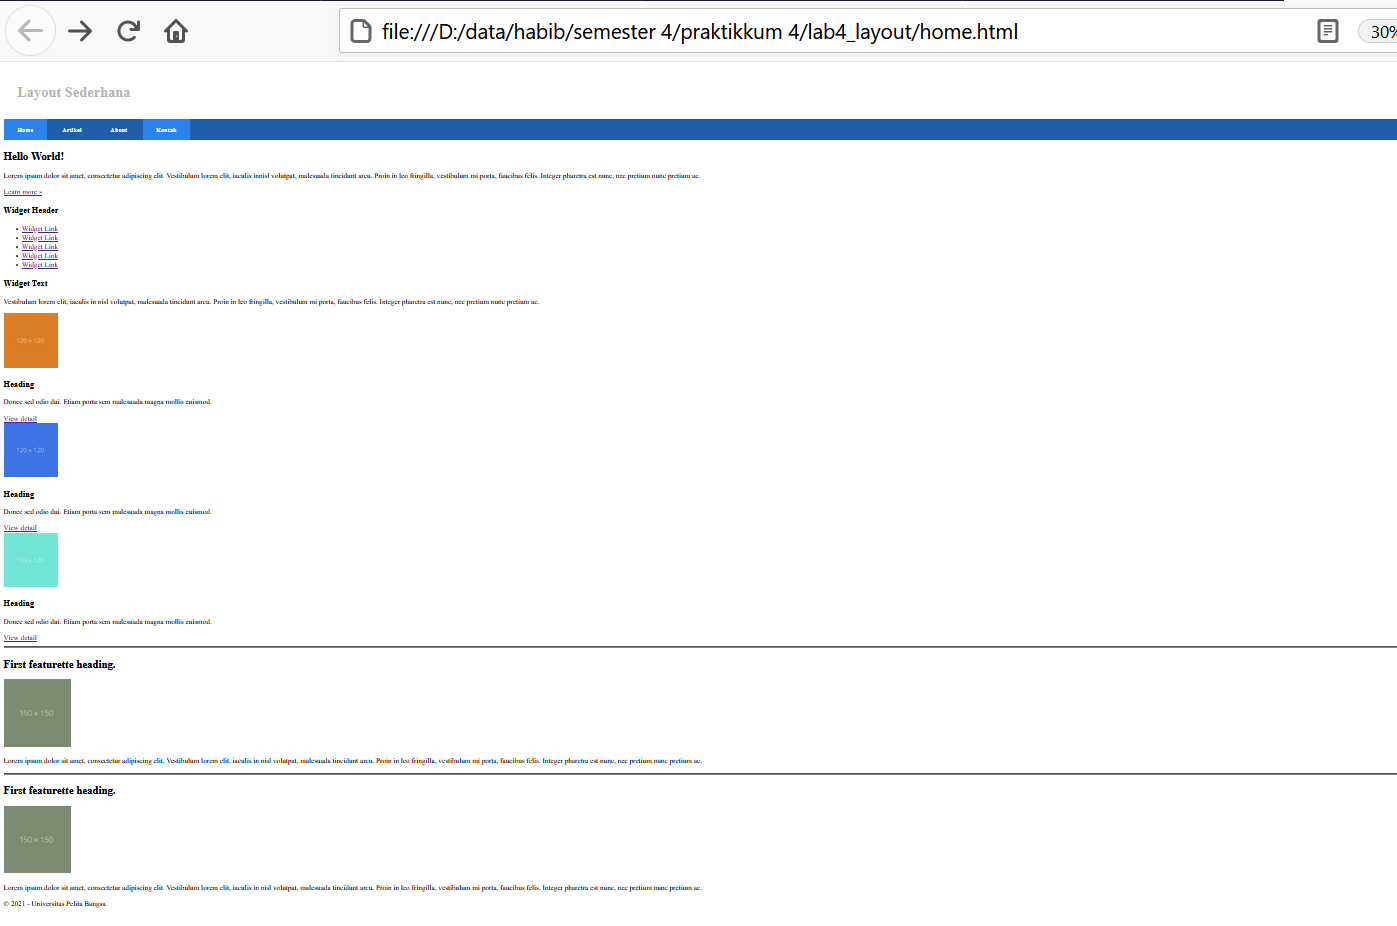 file:///D:/data/habib/semester 4/praktikkum 4/lab4_layout/home.html
30%
Layout Sederhana
Home Artikel About Kontak
Hello World!
Lorem ipsum dolor sit amet, consectetur adipiscing elit. Vestibulum lorem elit, iaculis innisl volutpat, malesuada tincidunt arcu. Proin in leo fringilla, vestibulum mi porta, faucibus felis. Integer pharetra est nunc, nec pretium nunc pretium ac.
Learn more »
Widget Header
• Widget Link
• Widget Link
• Widget Link
• Widget Link
• Widget Link
Widget Text
Vestibulum lorem elit, iaculis in nisl volutpat, malesuada tincidunt arcu. Proin in leo fringilla, vestibulum mi porta, faucibus felis. Integer pharetra est nunc, nec pretium nunc pretium ac.
120 × 120
Heading
Donec sed odio dui. Etiam porta sem malesuada magna mollis euismod.
View detail
120 × 120
Heading
Donec sed odio dui. Etiam porta sem malesuada magna mollis euismod.
View detail
120 × 120
Heading
Donec sed odio dui. Etiam porta sem malesuada magna mollis euismod.
View detail
First featurette heading.
150 × 150
Lorem ipsum dolor sit amet, consectetur adipiscing elit. Vestibulum lorem elit, iaculis in nisl volutpat, malesuada tincidunt arcu. Proin in leo fringilla, vestibulum mi porta, faucibus felis. Integer pharetra est nunc, nec pretium nunc pretium ac.
First featurette heading.
150 × 150
Lorem ipsum dolor sit amet, consectetur adipiscing elit. Vestibulum lorem elit, iaculis in nisl volutpat, malesuada tincidunt arcu. Proin in leo fringilla, vestibulum mi porta, faucibus felis. Integer pharetra est nunc, nec pretium nunc pretium ac.
© 2021 - Universitas Pelita Bangsa